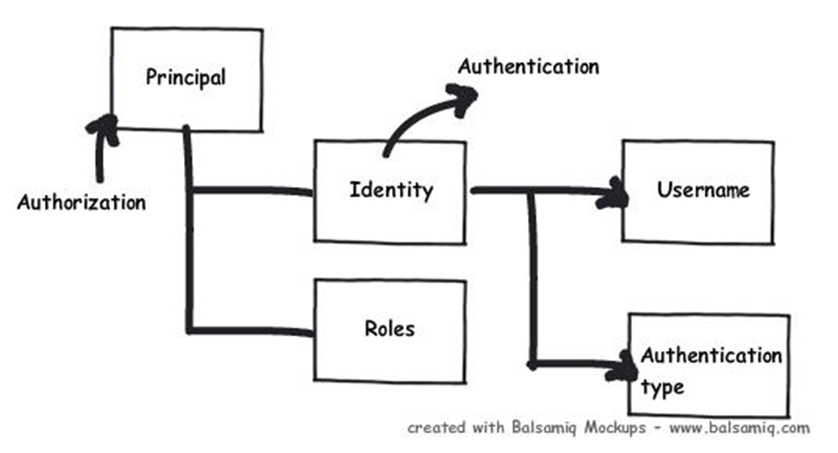 Principal
Authentication
Authorization
Identity
Username
Roles
Authentication
type
created with Balsamiq Mockups - www.balsamiq.com